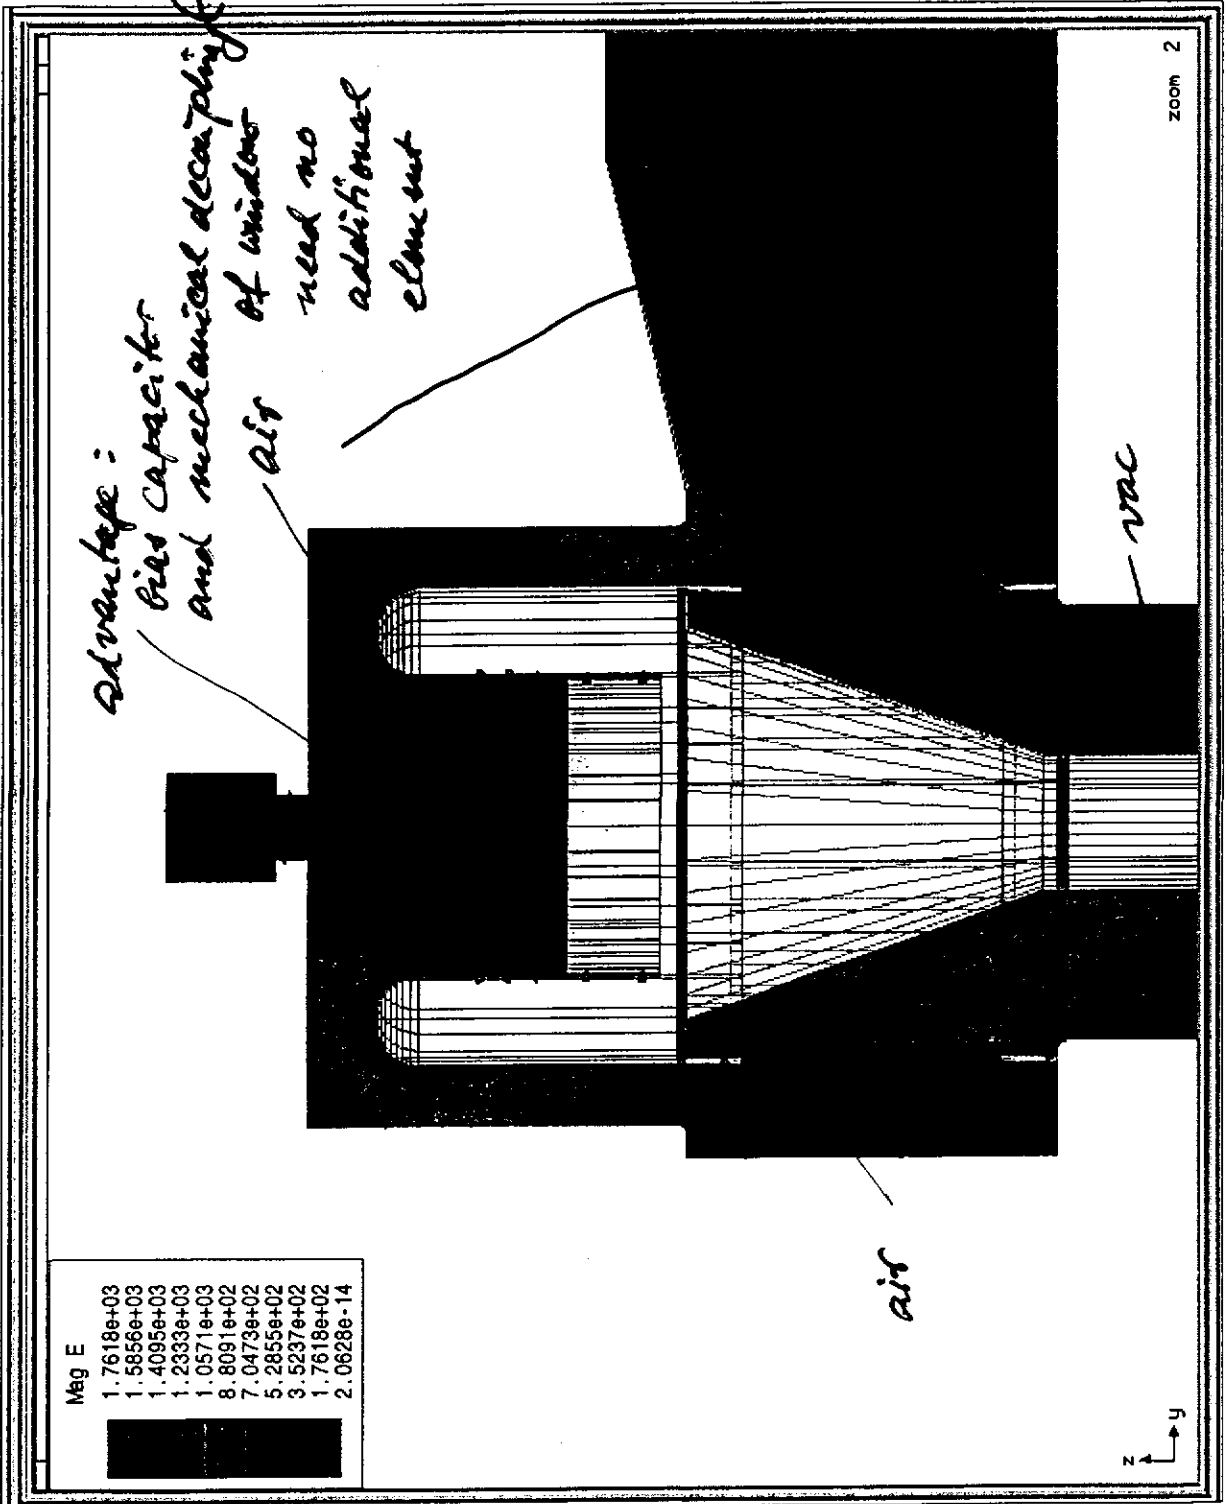 advantage:
bias capacitor
and mechanical decoupling
of window
need no
additional
element
air
air
vac
Mag E
1.7618e+03
1.5856e+03
1.4095e+03
1.2333e+03
1.0571e+03
8.8091e+02
7.0473e+02
5.2855e+02
3.5237e+02
1.7618e+02
2.0628e-14
z
y
zoom 2